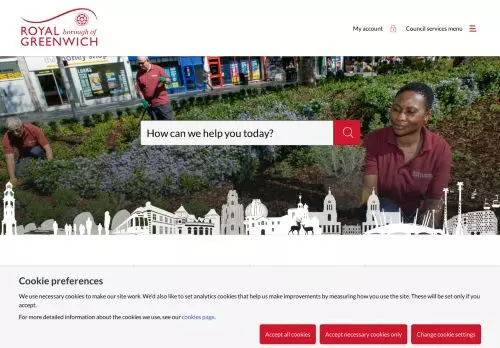 ROYAL borough of
GREENWICH
My account
Council services menu
How can we help you today?
Cookie preferences
We use necessary cookies to make our site work. We'd also like to set analytics cookies that help us make improvements by measuring how you use the site. These will be set only if you
accept.
For more detailed information about the cookies we use, see our cookies page.
Accept all cookies
Accept necessary cookies only
Change cookie settings